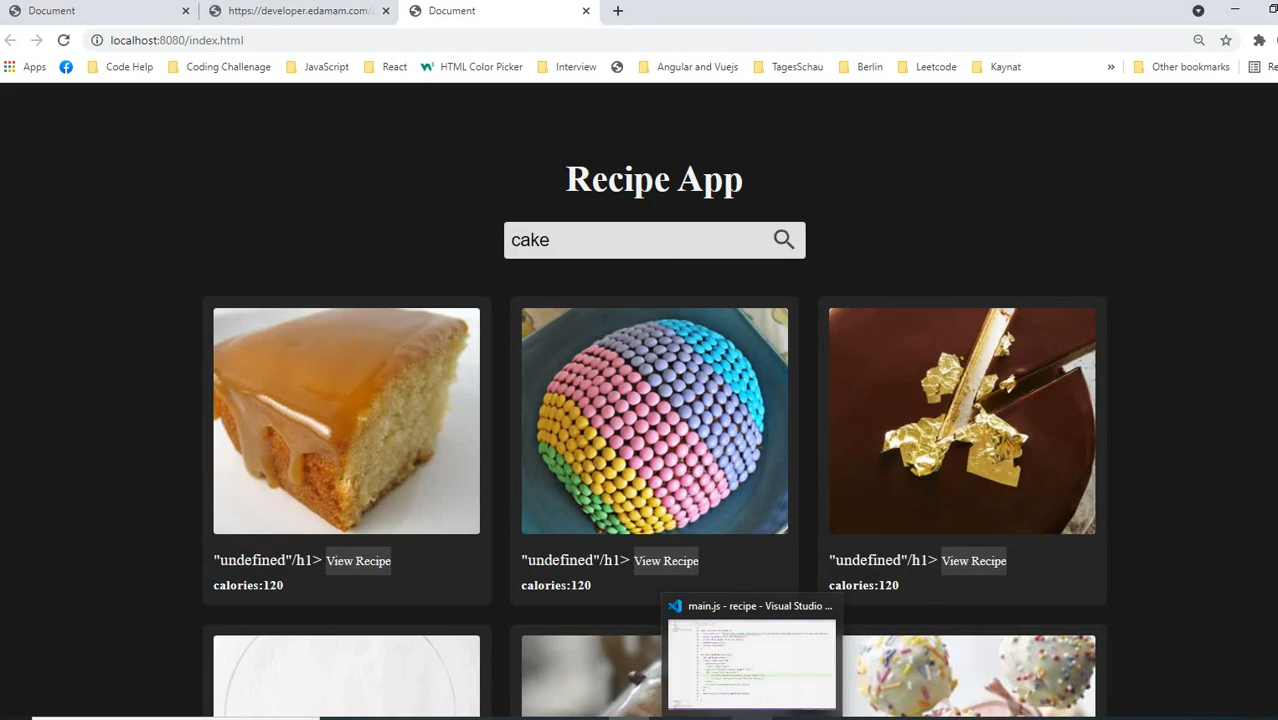 Document
https://developer.edamam.com/
Document
localhost:8080/index.html
Apps
Code Help
Coding Challenage
JavaScript
React
HTML Color Picker
Interview
Angular and Vuejs
TagesSchau
Berlin
Leetcode
Kaynat
»
Other bookmarks
Re
Recipe App
cake
"undefined"/h1> View Recipe
calories:120
"undefined"/h1> View Recipe
calories:120
"undefined"/h1> View Recipe
calories:120
main.js - recipe - Visual Studio ...